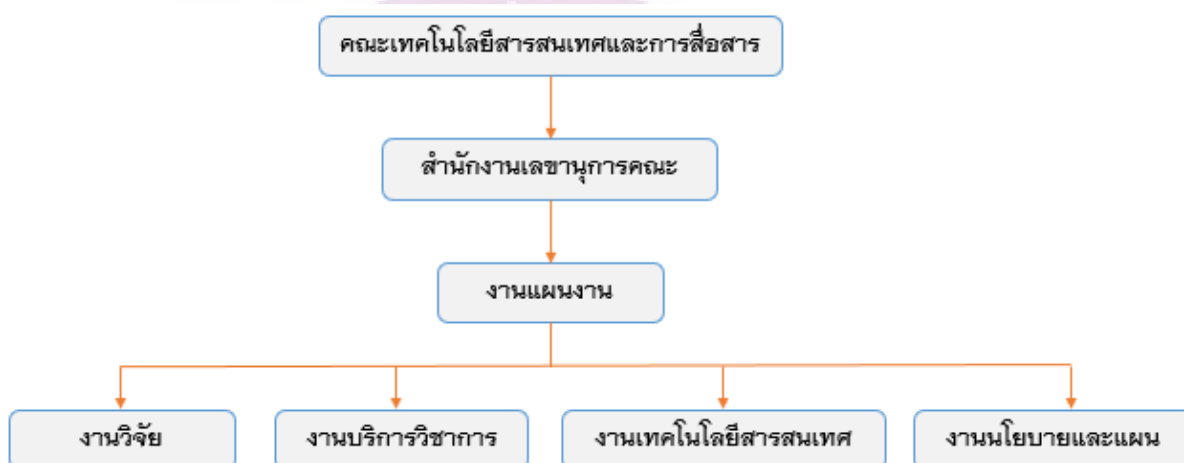 คณะเทคโนโลยีสารสนเทศและการสื่อสาร
สำนักงานเลขานุการคณะ
งานแผนงาน
งานวิจัย
งานบริการวิชาการ
งานเทคโนโลยีสารสนเทศ
งานนโยบายและแผน